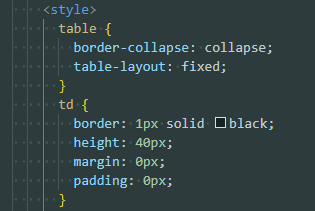 <style>
table {
border-collapse: collapse;
table-layout: fixed;
}
td {
border: 1px solid black;
height: 40px;
margin: 0px;
padding: 0px;
}